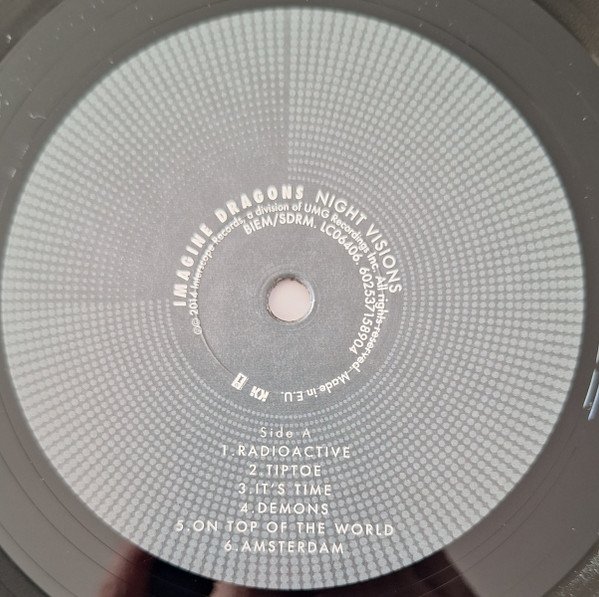 IMAGINE DRAGONS NIGHT VISIONS
℗© 2014 Interscope Records, a division of UMG Recordings Inc. All rights reserved. Made in E.U.
BIEM/SDRM. LC06406. 602537158904
Side A
1.RADIOACTIVE
2.TIPTOE
3.IT'S TIME
4.DEMONS
5.ON TOP OF THE WORLD
6.AMSTERDAM